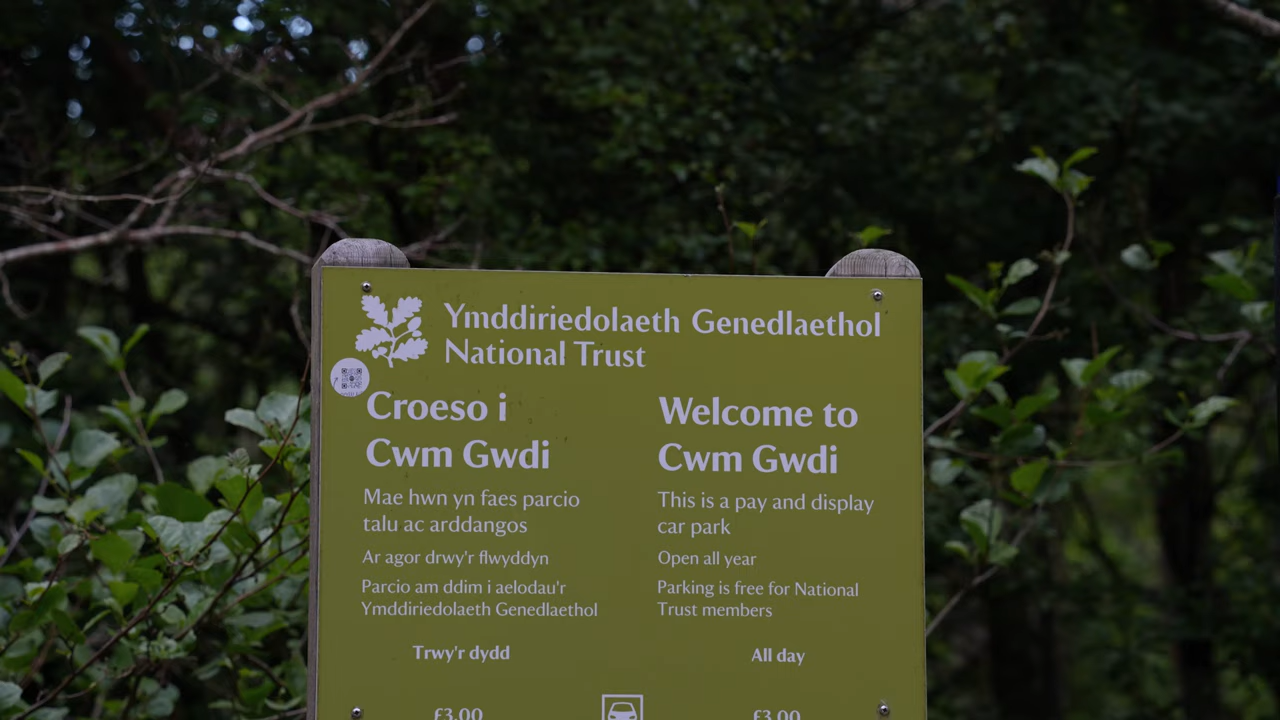 Ymddiriedolaeth Genedlaethol
National Trust
Croeso i
Cwm Gwdi
Mae hwn yn faes parcio
talu ac arddangos
Ar agor drwy'r flwyddyn
Parcio am ddim i aelodau'r
Ymddiriedolaeth Genedlaethol
Trwy'r dydd
£3.00
Welcome to
Cwm Gwdi
This is a pay and display
car park
Open all year
Parking is free for National
Trust members
All day
£3.00